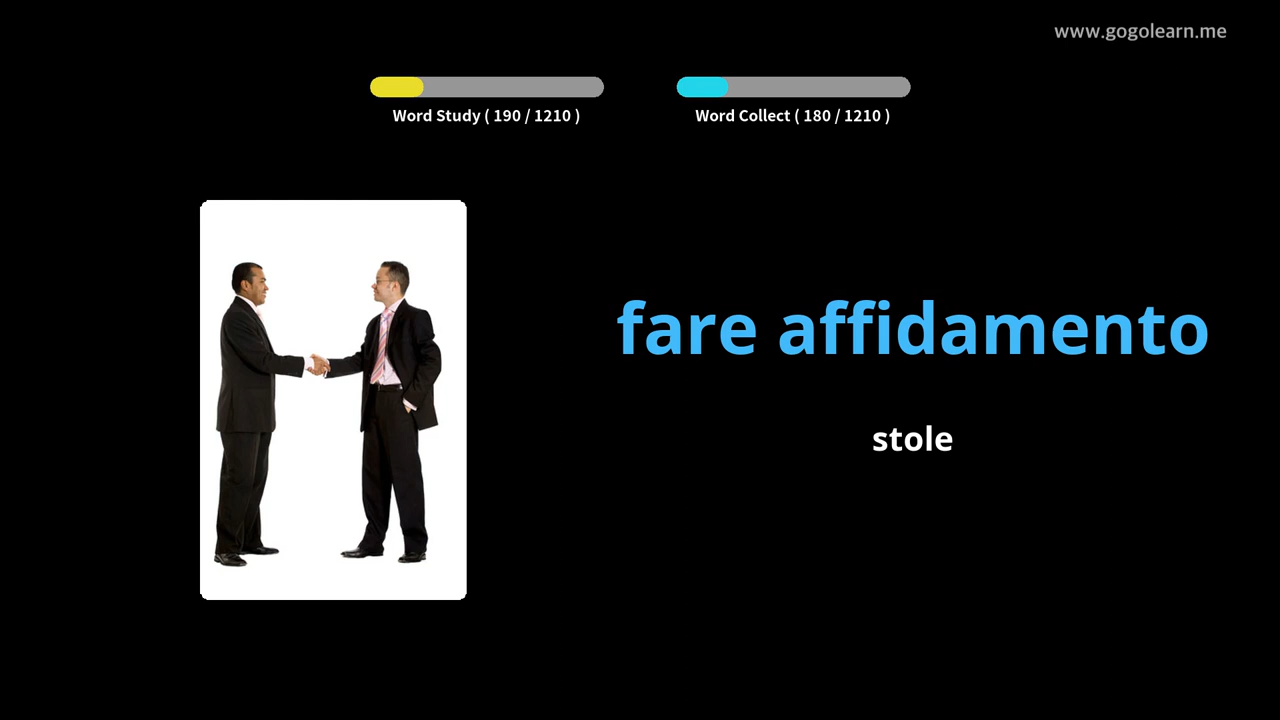 www.gogolearn.me
Word Study ( 190 / 1210 )
Word Collect ( 180 / 1210 )
fare affidamento
stole